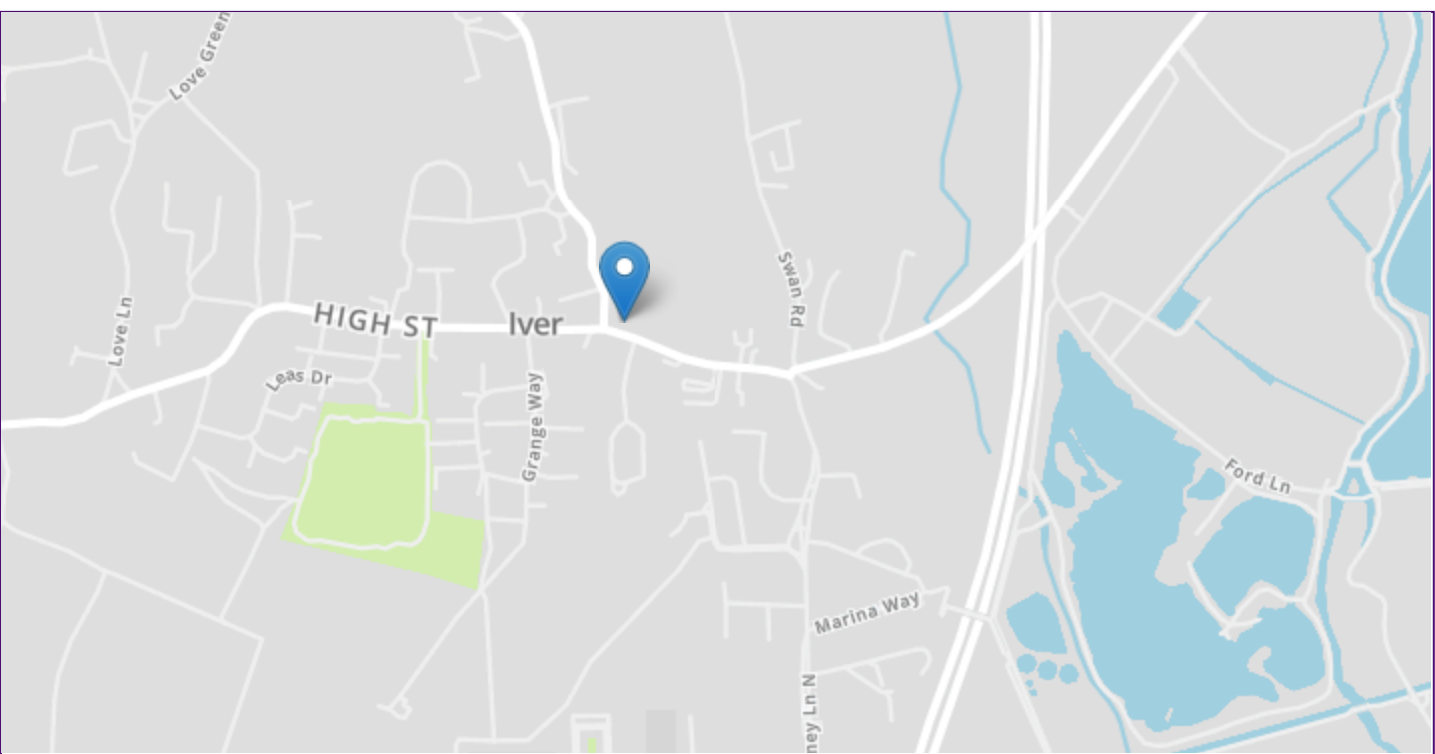 Love Green
HIGH ST
Iver
Swan Rd
Love Ln
Leas Dr
Grange Way
Ford Ln
Marina Way
ney Ln N